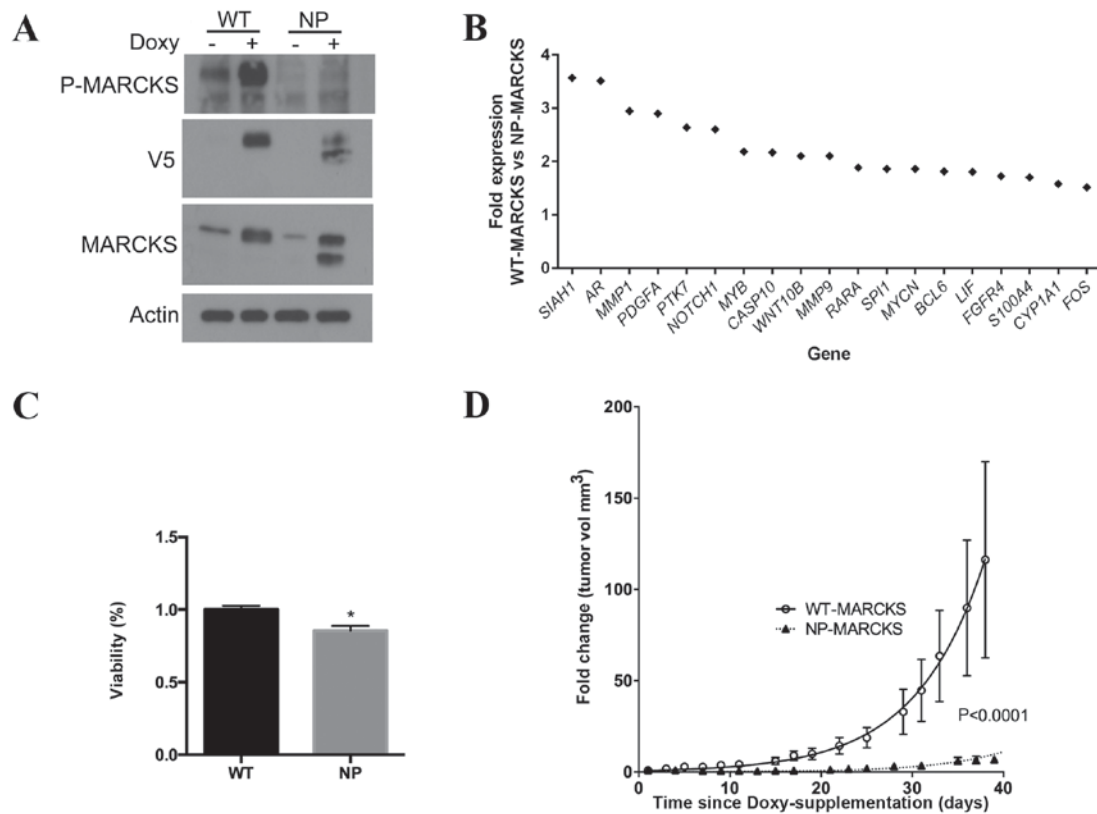 A
WT NP
Doxy - + - +
P-MARCKS
V5
MARCKS
Actin
B
Fold expression
WT-MARCKS vs NP-MARCKS
4
3
2
1
0
SIAH1 AR MMP1 PDGFA PTK7 NOTCH1 MYB CASP10 WNT10B MMP9 RARA SPI1 MYCN BCL6 LIF FGFR4 S100A4 CYP1A1 FOS
Gene
C
Viability (%)
1.5
1.0
0.5
0.0
*
WT NP
D
Fold change (tumor vol mm³)
200
150
100
50
0
WT-MARCKS
NP-MARCKS
P<0.0001
0 10 20 30 40
Time since Doxy-supplementation (days)